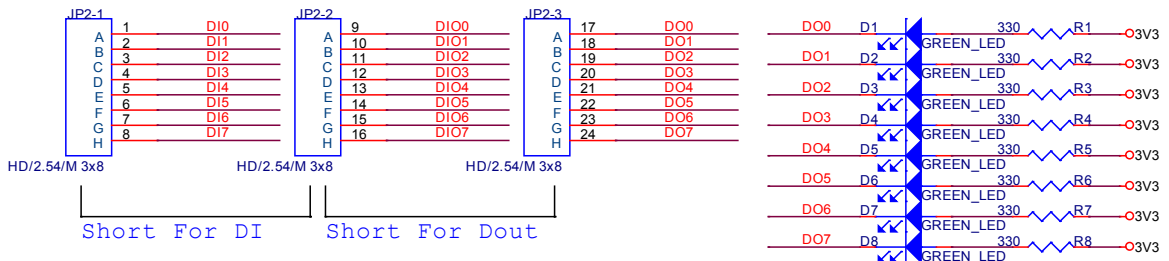 JP2-1 JP2-2 JP2-3
A 1 DI0 A 9 DIO0 A 17 DO0 DO0 D1 GREEN_LED 330 R1 3V3
B 2 DI1 B 10 DIO1 B 18 DO1 DO1 D2 GREEN_LED 330 R2 3V3
C 3 DI2 C 11 DIO2 C 19 DO2 DO2 D3 GREEN_LED 330 R3 3V3
D 4 DI3 D 12 DIO3 D 20 DO3 DO3 D4 GREEN_LED 330 R4 3V3
E 5 DI4 E 13 DIO4 E 21 DO4 DO4 D5 GREEN_LED 330 R5 3V3
F 6 DI5 F 14 DIO5 F 22 DO5 DO5 D6 GREEN_LED 330 R6 3V3
G 7 DI6 G 15 DIO6 G 23 DO6 DO6 D7 GREEN_LED 330 R7 3V3
H 8 DI7 H 16 DIO7 H 24 DO7 DO7 D8 GREEN_LED 330 R8 3V3
HD/2.54/M 3x8 HD/2.54/M 3x8 HD/2.54/M 3x8
Short For DI Short For Dout